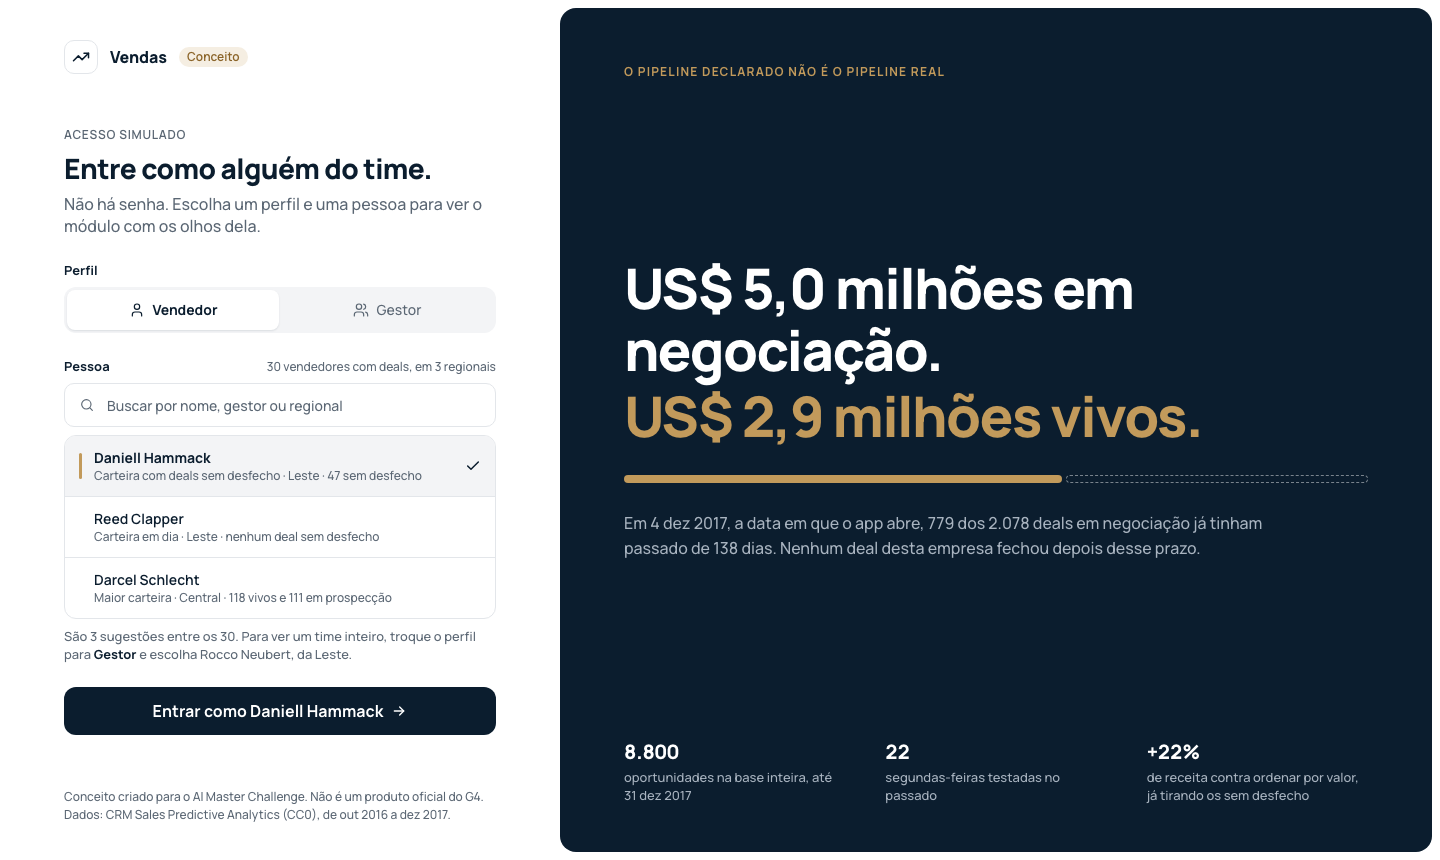 Vendas
Conceito
ACESSO SIMULADO
Entre como alguém do time.
Não há senha. Escolha um perfil e uma pessoa para ver o
módulo com os olhos dela.
Perfil
Vendedor
Gestor
Pessoa
30 vendedores com deals, em 3 regionais
Buscar por nome, gestor ou regional
Daniell Hammack
Carteira com deals sem desfecho · Leste · 47 sem desfecho
Reed Clapper
Carteira em dia · Leste · nenhum deal sem desfecho
Darcel Schlecht
Maior carteira · Central · 118 vivos e 111 em prospecção
São 3 sugestões entre os 30. Para ver um time inteiro, troque o perfil
para Gestor e escolha Rocco Neubert, da Leste.
Entrar como Daniell Hammack
Conceito criado para o AI Master Challenge. Não é um produto oficial do G4.
Dados: CRM Sales Predictive Analytics (CC0), de out 2016 a dez 2017.
O PIPELINE DECLARADO NÃO É O PIPELINE REAL
US$ 5,0 milhões em
negociação.
US$ 2,9 milhões vivos.
Em 4 dez 2017, a data em que o app abre, 779 dos 2.078 deals em negociação já tinham
passado de 138 dias. Nenhum deal desta empresa fechou depois desse prazo.
8.800
oportunidades na base inteira, até
31 dez 2017
22
segundas-feiras testadas no
passado
+22%
de receita contra ordenar por valor,
já tirando os sem desfecho